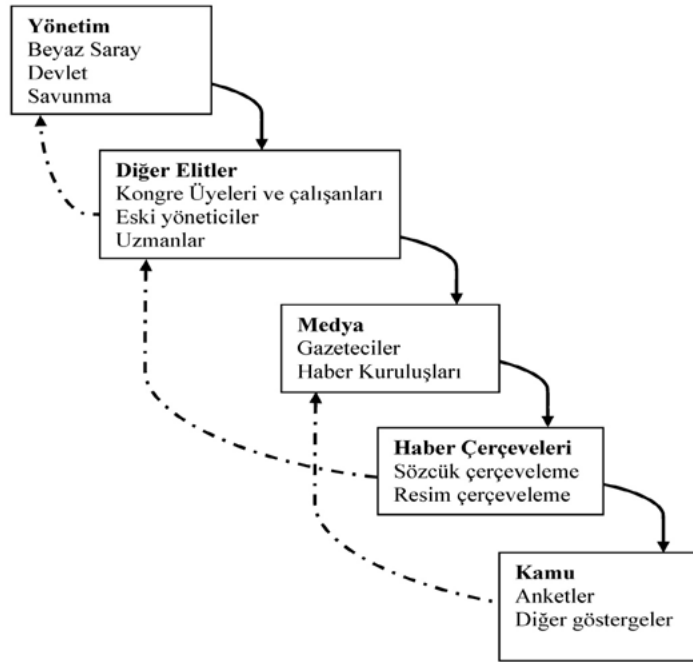 Yönetim
Beyaz Saray
Devlet
Savunma
Diğer Elitler
Kongre Üyeleri ve çalışanları
Eski yöneticiler
Uzmanlar
Medya
Gazeteciler
Haber Kuruluşları
Haber Çerçeveleri
Sözcük çerçeveleme
Resim çerçeveleme
Kamu
Anketler
Diğer göstergeler